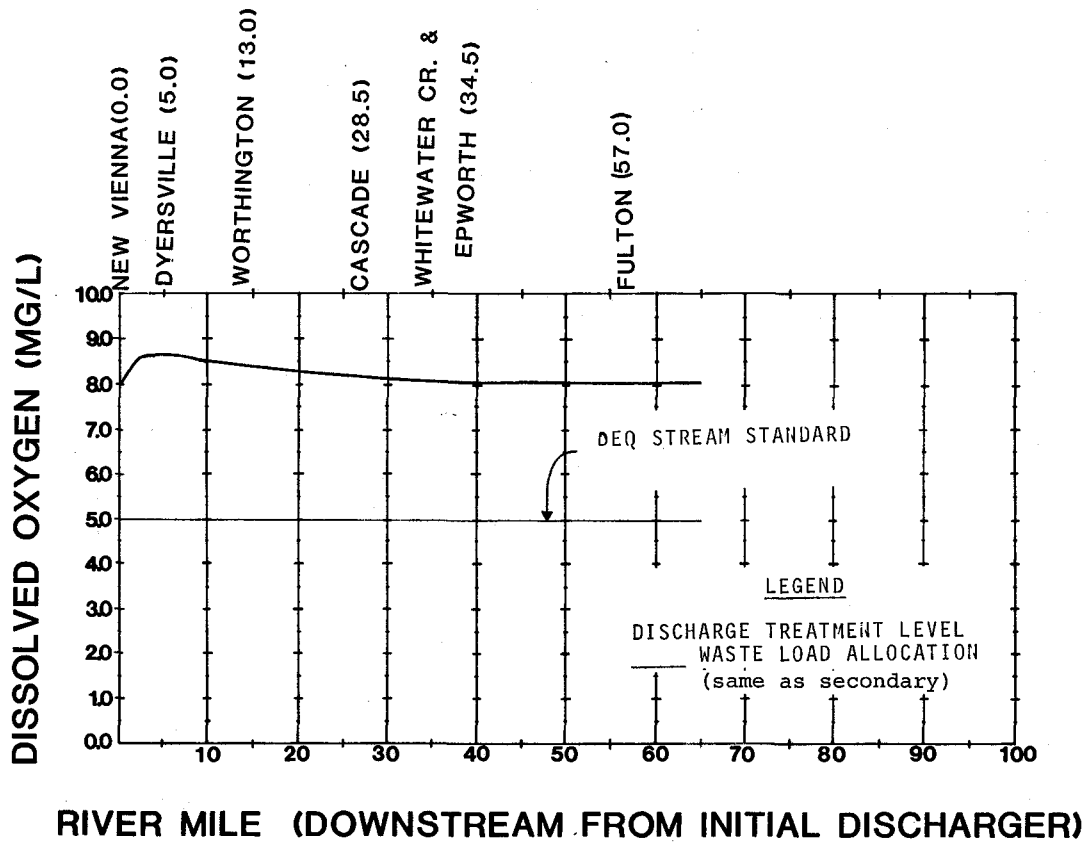 NEW VIENNA(0.0)
DYERSVILLE (5.0)
WORTHINGTON (13.0)
CASCADE (28.5)
WHITEWATER CR. &
EPWORTH (34.5)
FULTON (57.0)
DISSOLVED OXYGEN (MG/L)
10.0
9.0
8.0
7.0
6.0
5.0
4.0
3.0
2.0
1.0
0.0
DEQ STREAM STANDARD
LEGEND
DISCHARGE TREATMENT LEVEL
WASTE LOAD ALLOCATION
(same as secondary)
10 20 30 40 50 60 70 80 90 100
RIVER MILE (DOWNSTREAM FROM INITIAL DISCHARGER)